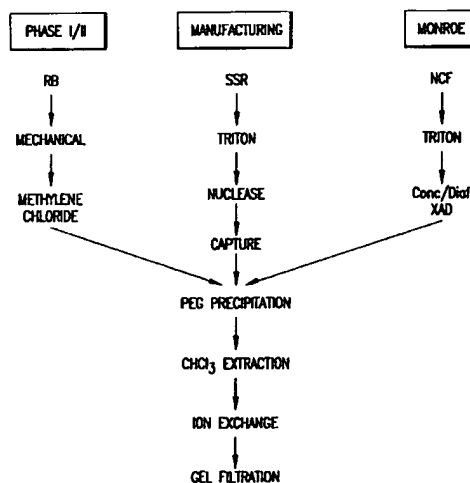 PHASE I/II
MANUFACTURING
MONROE
RB
SSR
NCF
MECHANICAL
TRITON
TRITON
METHYLENE
CHLORIDE
NUCLEASE
Conc/Diaf
XAD
CAPTURE
PEG PRECIPITATION
CHCl₃ EXTRACTION
ION EXCHANGE
GEL FILTRATION